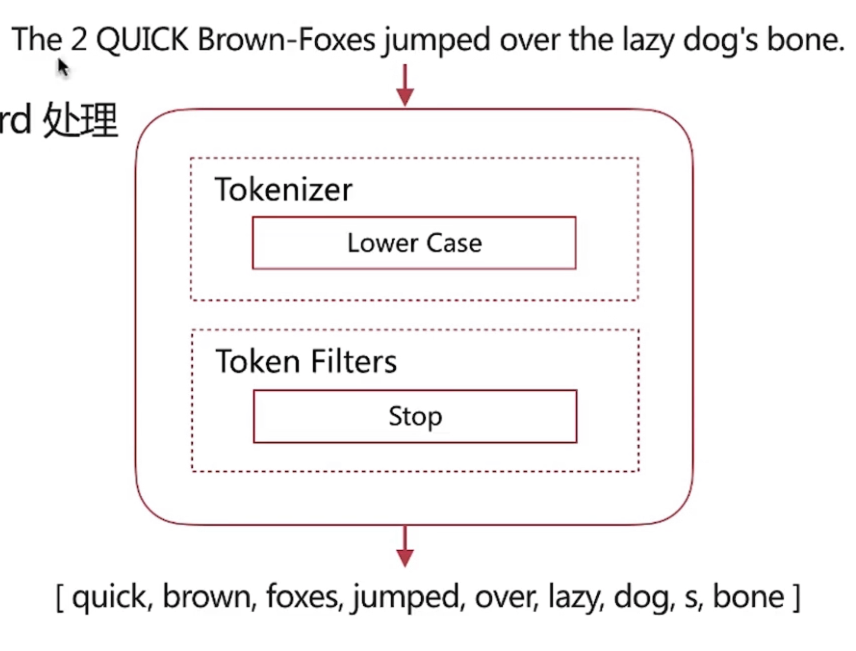 The 2 QUICK Brown-Foxes jumped over the lazy dog's bone.
rd 处理
Tokenizer
Lower Case
Token Filters
Stop
[ quick, brown, foxes, jumped, over, lazy, dog, s, bone ]